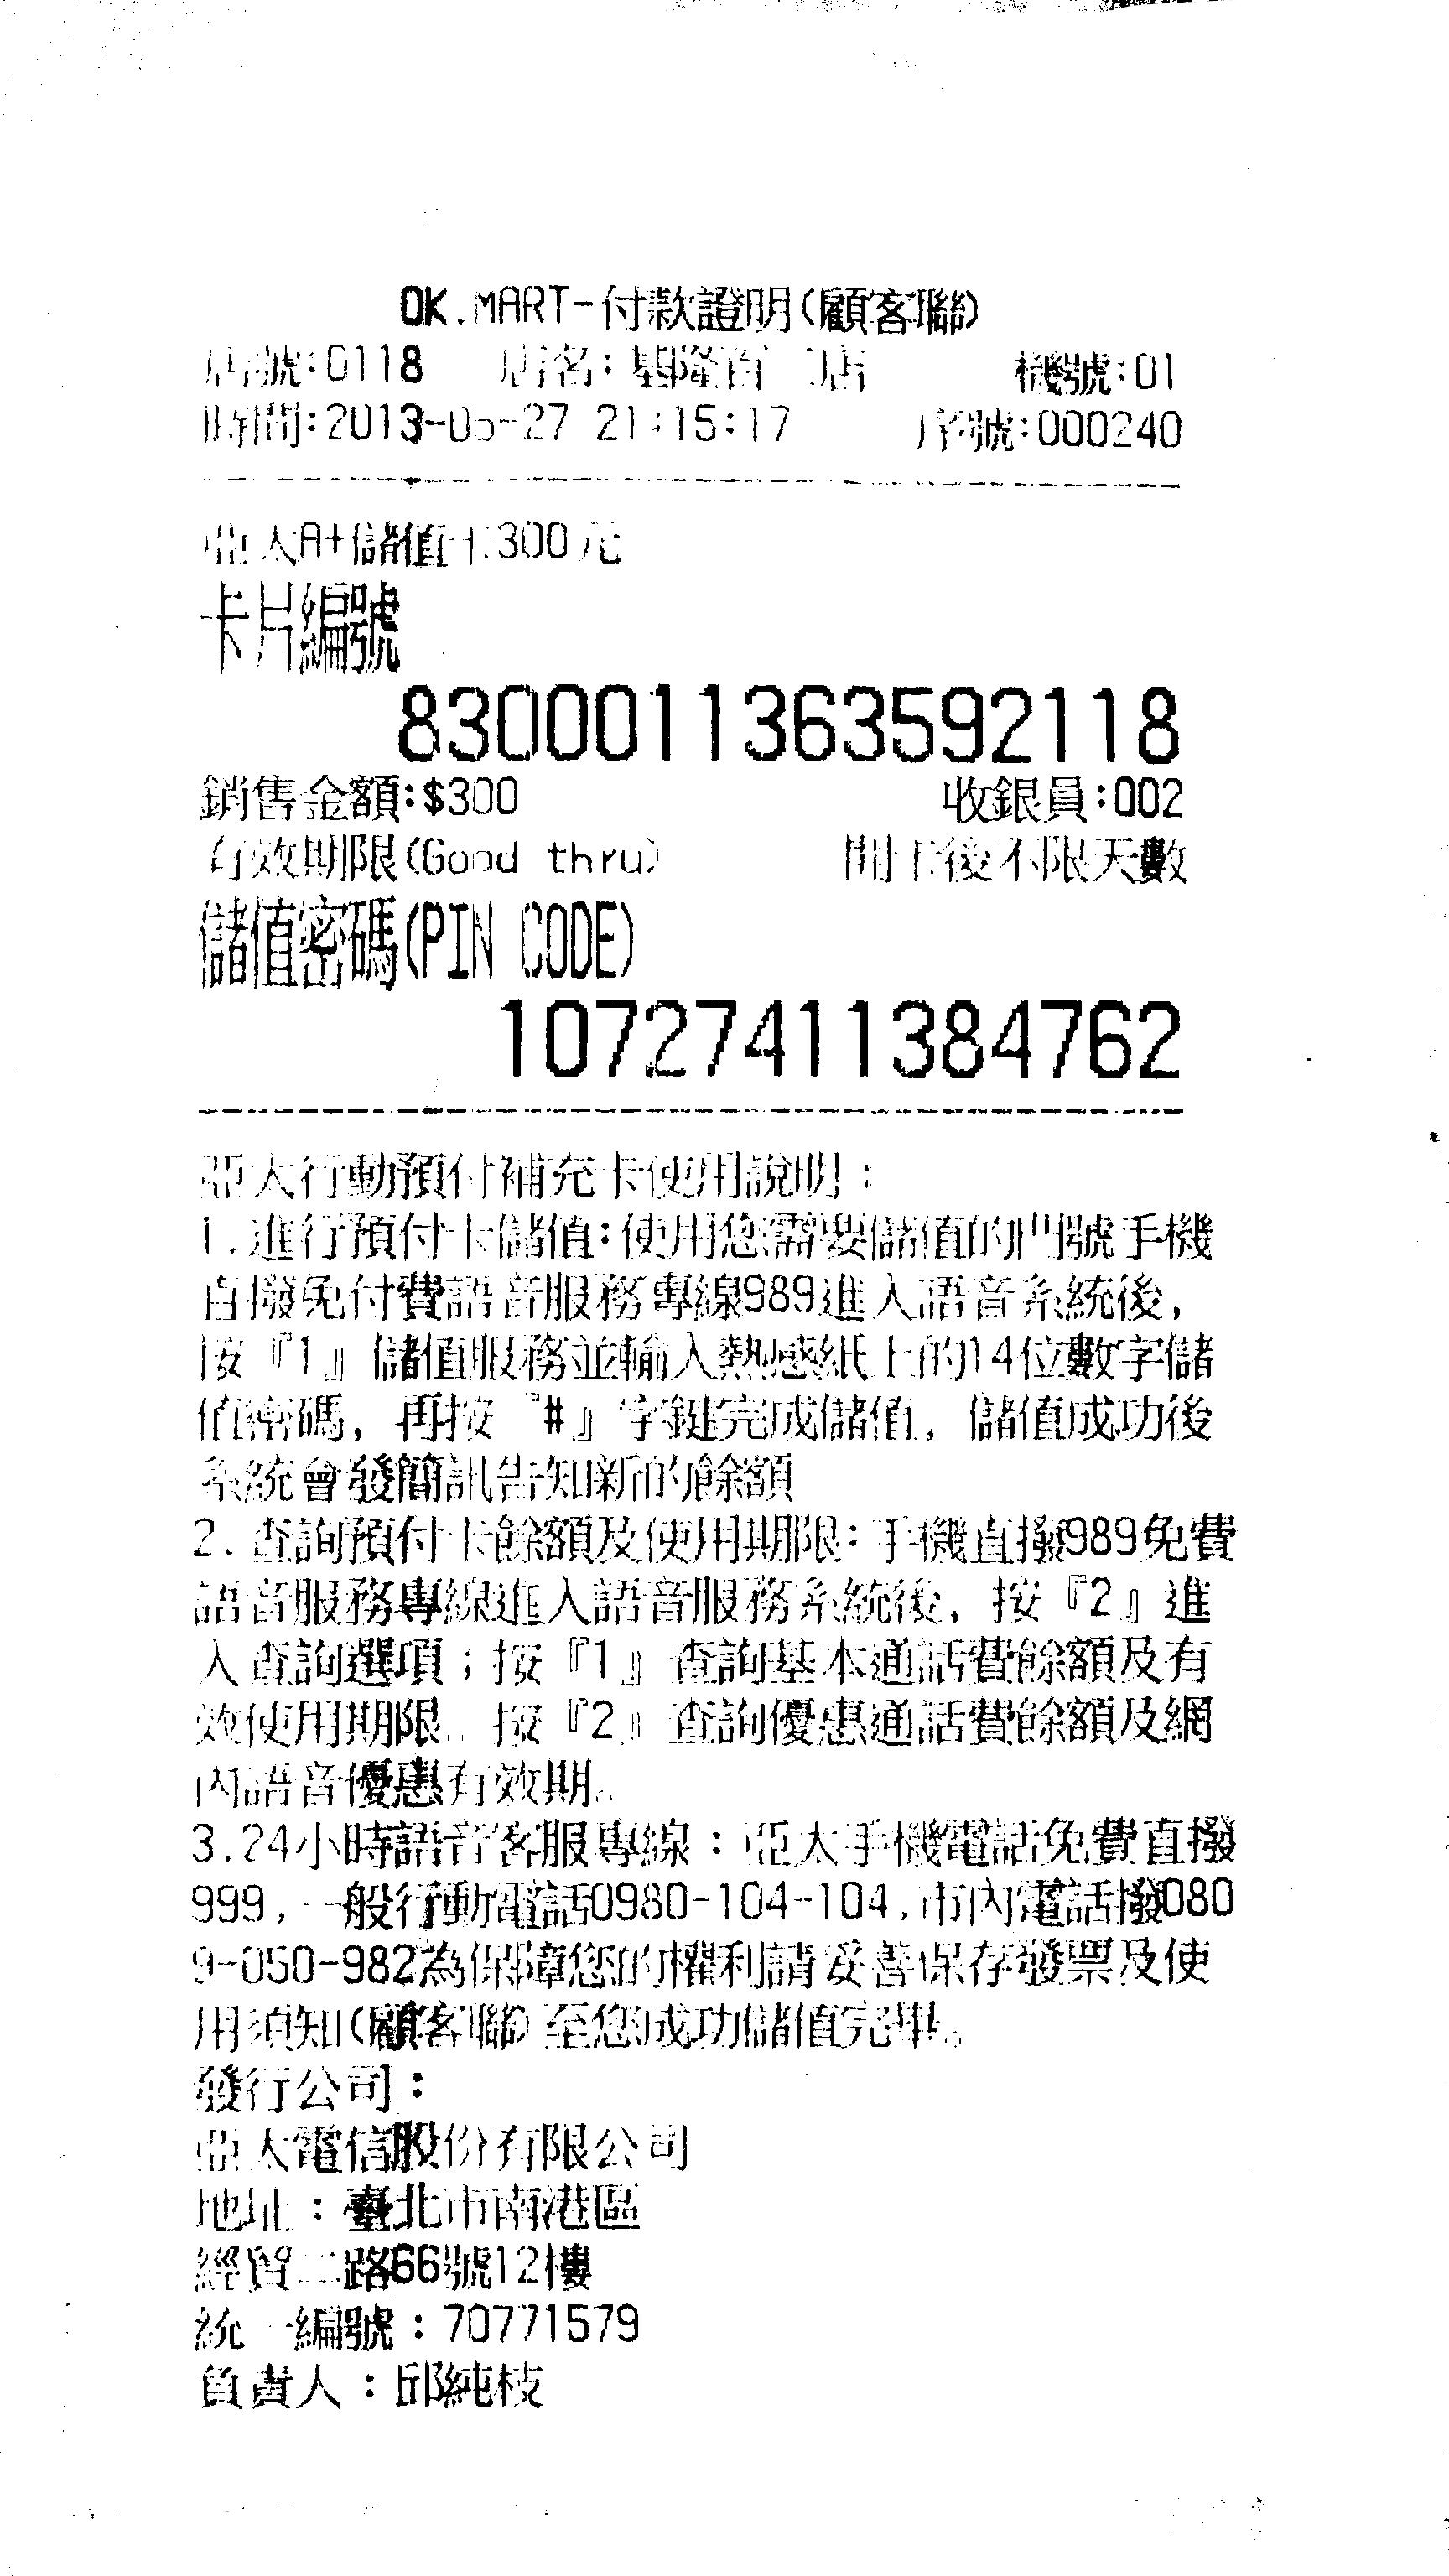 OK.MART-付款證明(顧客聯)
店號:0118 店名:基隆百二店 機號:01
時間:2013-05-27 21:15:17 序號:000240
亞太A+儲值卡300元
卡片編號
8300011363592118
銷售金額:$300 收銀員:002
有效期限(Good thru) 開卡後不限天數
儲值密碼(PIN CODE)
10727411384762
亞太行動預付補充卡使用說明:
1.進行預付卡儲值:使用您需要儲值的門號手機
直撥免付費語音服務專線989進入語音系統後,
按『1』儲值服務並輸入熱感紙上的14位數字儲
值密碼, 再按『#』字鍵完成儲值, 儲值成功後
系統會發簡訊告知新的餘額
2.查詢預付卡餘額及使用期限:手機直撥989免費
語音服務專線進入語音服務系統後, 按『2』進
入查詢選項;按『1』查詢基本通話費餘額及有
效使用期限。按『2』查詢優惠通話費餘額及網
內語音優惠有效期。
3.24小時語音客服專線:亞太手機電話免費直撥
999,一般行動電話0980-104-104,市內電話撥080
9-050-982為保障您的權利請妥善保存發票及使
用須知(顧客聯)至您成功儲值完畢。
發行公司:
亞太電信股份有限公司
地址:臺北市南港區
經貿二路66號12樓
統一編號:70771579
負責人:邱純枝